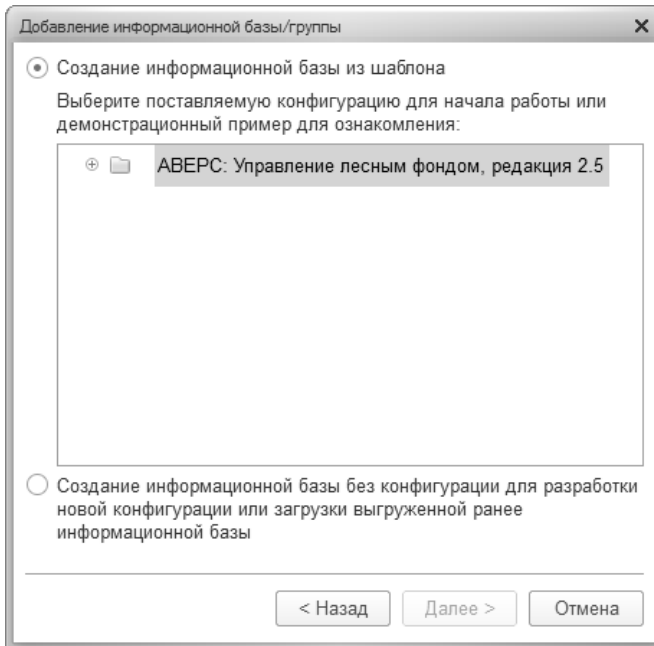 Добавление информационной базы/группы
Создание информационной базы из шаблона
Выберите поставляемую конфигурацию для начала работы или
демонстрационный пример для ознакомления:
АВЕРС: Управление лесным фондом, редакция 2.5
Создание информационной базы без конфигурации для разработки
новой конфигурации или загрузки выгруженной ранее
информационной базы
< Назад
Далее >
Отмена